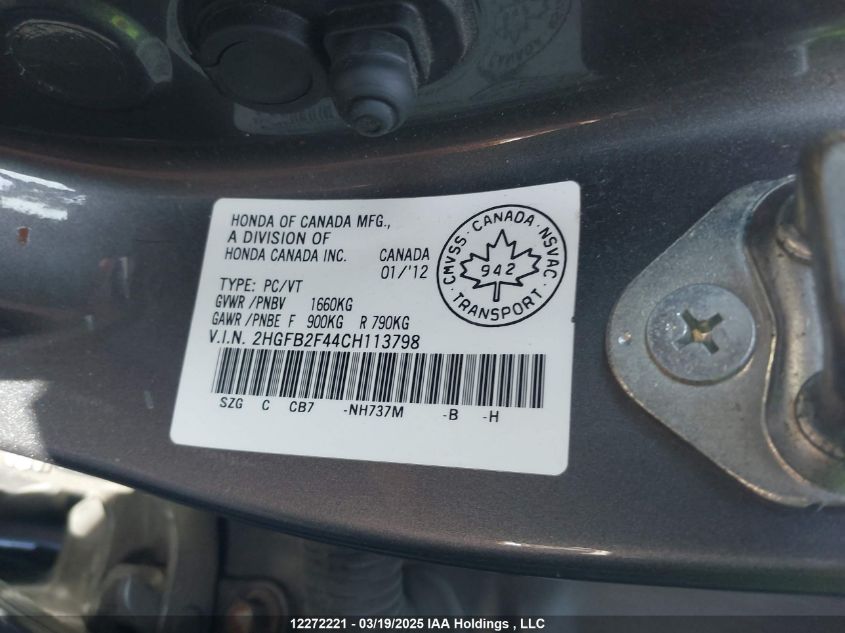 HONDA OF CANADA MFG.,
A DIVISION OF
HONDA CANADA INC.
CANADA
01/'12
CMVSS · CANADA · NSVAC
942
TRANSPORT
TYPE: PC/VT
GVWR /PNBV 1660KG
GAWR /PNBE F 900KG R 790KG
V.I.N. 2HGFB2F44CH113798
SZG C CB7 -NH737M -B -H
12272221 - 03/19/2025 IAA Holdings , LLC